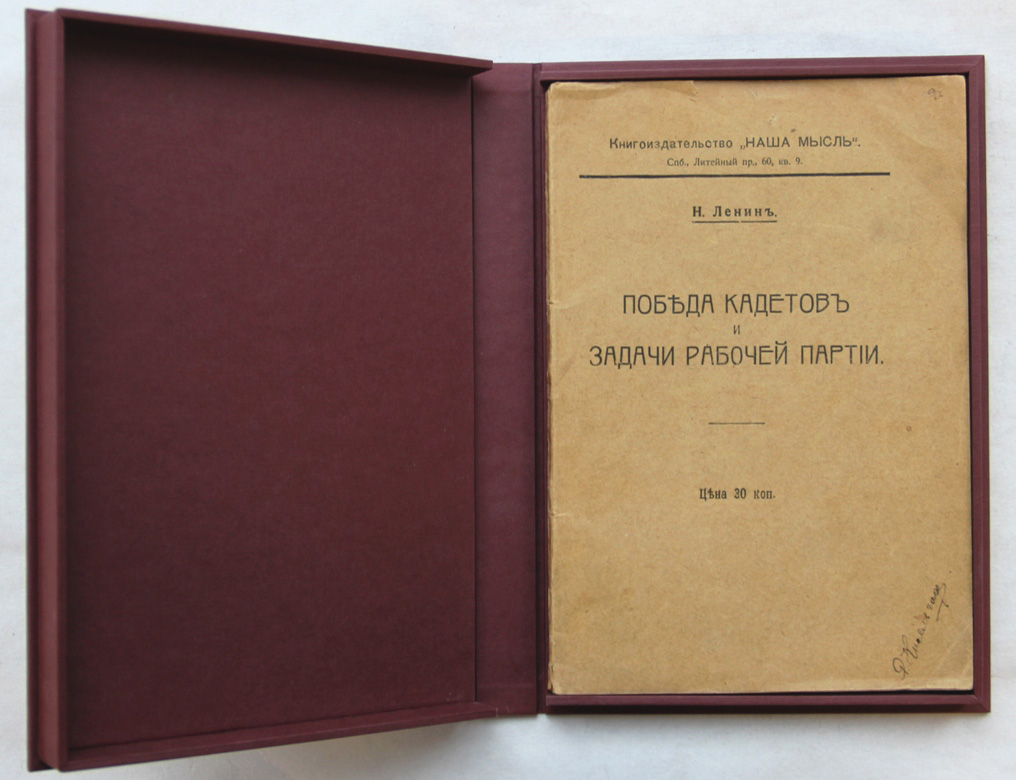 Книгоиздательство „НАША МЫСЛЬ“.
Спб., Литейный пр., 60, кв. 9.
Н. Ленинъ.
ПОБѢДА КАДЕТОВЪ
и
ЗАДАЧИ РАБОЧЕЙ ПАРТІИ.
Цѣна 30 коп.